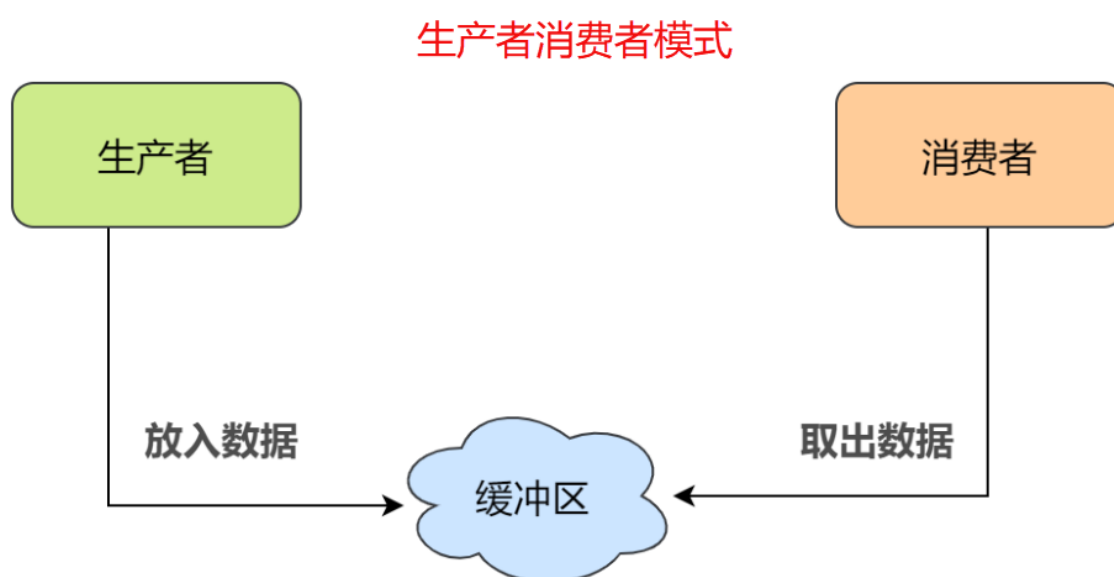 生产者消费者模式
生产者
消费者
放入数据
取出数据
缓冲区